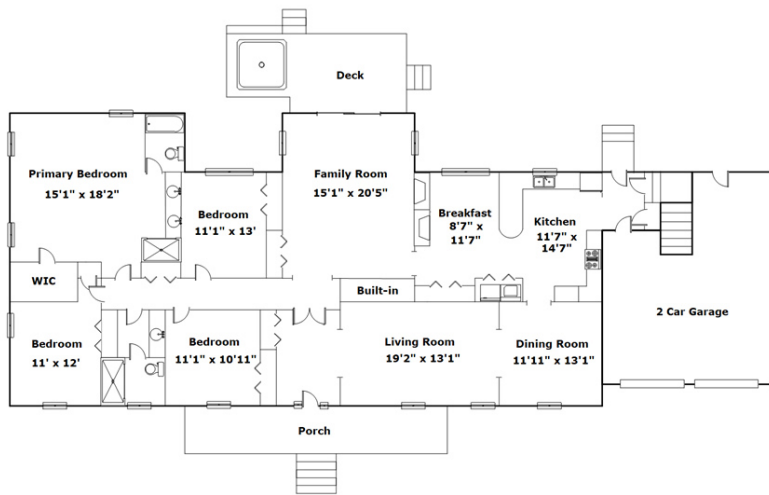 Deck
Primary Bedroom
15'1" x 18'2"
Family Room
15'1" x 20'5"
Bedroom
11'1" x 13'
Breakfast
8'7" x
11'7"
Kitchen
11'7" x
14'7"
WIC
Built-in
2 Car Garage
Bedroom
11' x 12'
Bedroom
11'1" x 10'11"
Living Room
19'2" x 13'1"
Dining Room
11'11" x 13'1"
Porch